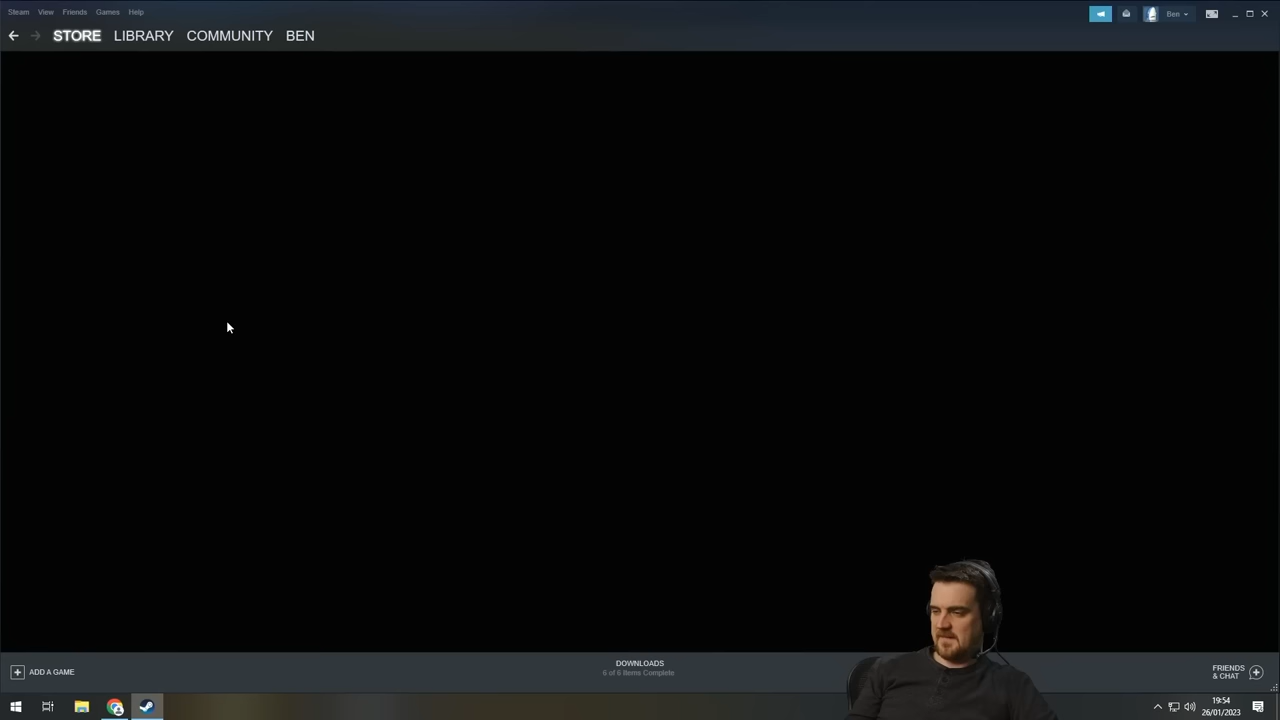 Steam View Friends Games Help
Ben
STORE LIBRARY COMMUNITY BEN
ADD A GAME
DOWNLOADS
6 of 6 Items Complete
FRIENDS
& CHAT
19:54
26/01/2023